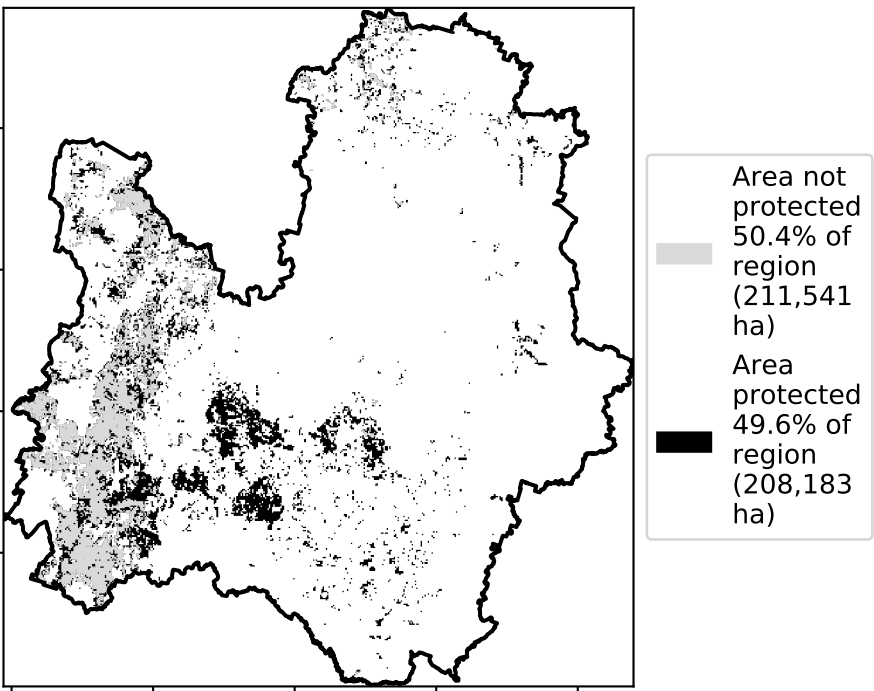 Area not
protected
50.4% of
region
(211,541
ha)
Area
protected
49.6% of
region
(208,183
ha)